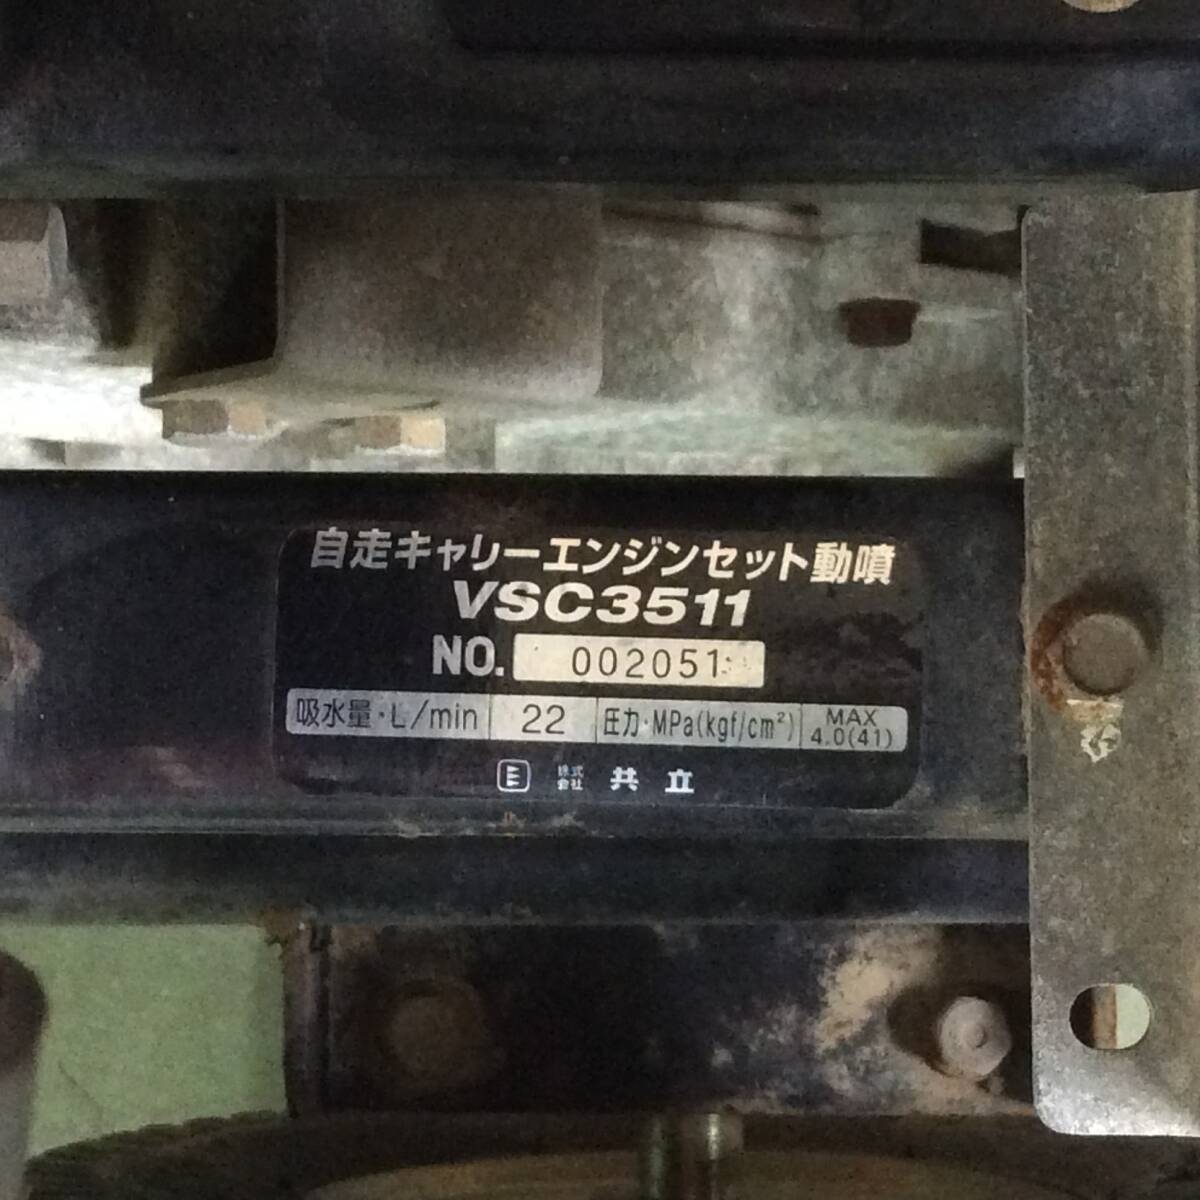 自走キャリーエンジンセット動噴
VSC3511
NO. 002051
吸水量・L/min 22 圧力・MPa(kgf/cm²) MAX 4.0(41)
株式会社 共立